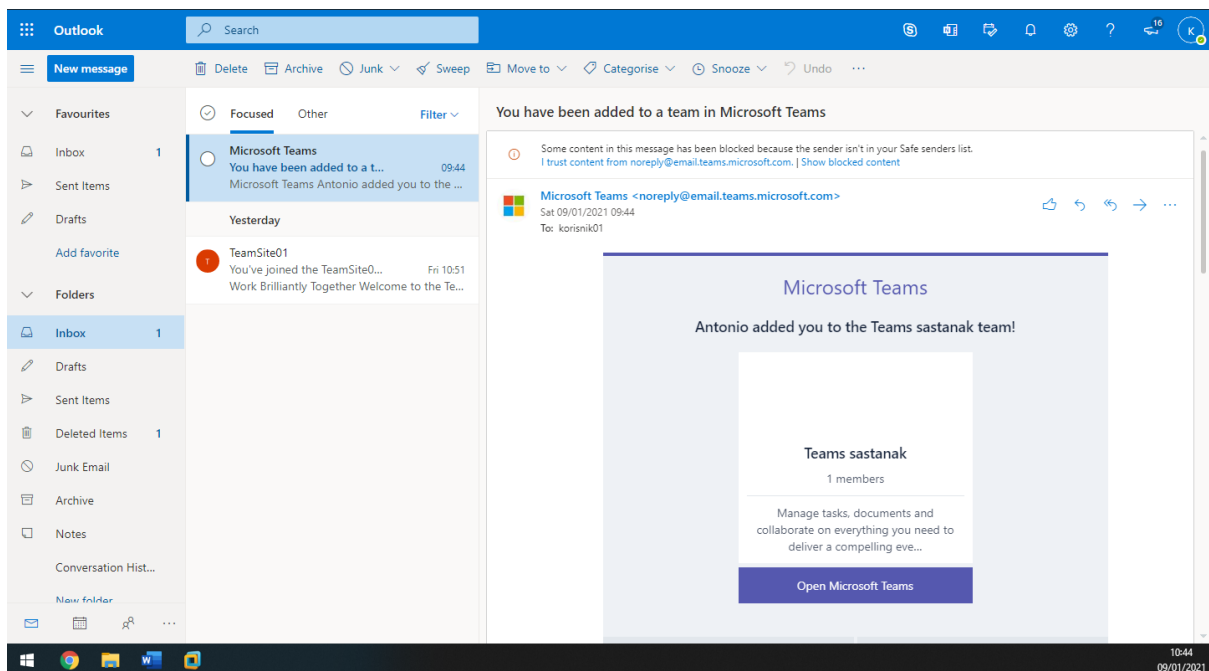 Outlook
Search
16
K
New message
Delete
Archive
Junk
Sweep
Move to
Categorise
Snooze
Undo
Favourites
Inbox 1
Sent Items
Drafts
Add favorite
Folders
Inbox 1
Drafts
Sent Items
Deleted Items 1
Junk Email
Archive
Notes
Conversation Hist...
New folder
Focused Other Filter
Microsoft Teams
You have been added to a t... 09:44
Microsoft Teams Antonio added you to the ...
Yesterday
T
TeamSite01
You've joined the TeamSite0... Fri 10:51
Work Brilliantly Together Welcome to the Te...
You have been added to a team in Microsoft Teams
Some content in this message has been blocked because the sender isn't in your Safe senders list.
I trust content from noreply@email.teams.microsoft.com. | Show blocked content
Microsoft Teams <noreply@email.teams.microsoft.com>
Sat 09/01/2021 09:44
To: korisnik01
Microsoft Teams
Antonio added you to the Teams sastanak team!
Teams sastanak
1 members
Manage tasks, documents and
collaborate on everything you need to
deliver a compelling eve...
Open Microsoft Teams
10:44
09/01/2021